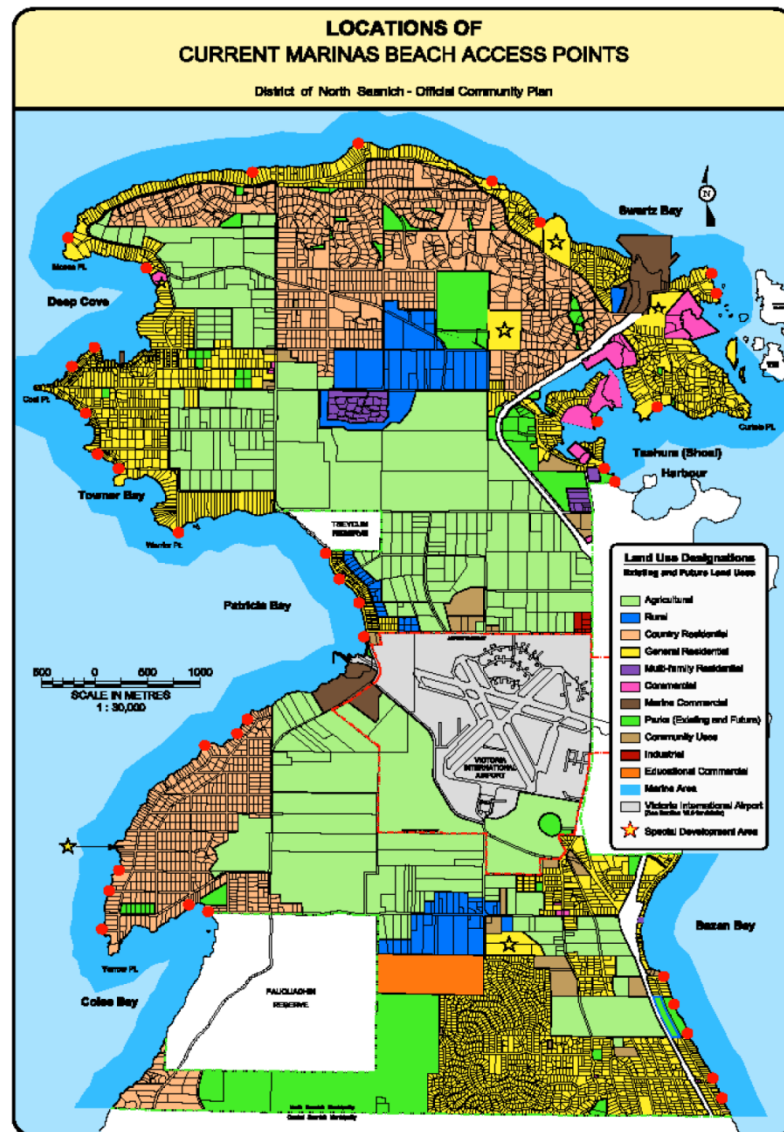 LOCATIONS OF
CURRENT MARINAS BEACH ACCESS POINTS
District of North Saanich - Official Community Plan
Swartz Bay
N
Moses Pt.
Deep Cove
Coal Pt.
Curteis Pt.
Tsehum (Shoal)
Harbour
Towner Bay
Warrior Pt.
TSEYCUM
RESERVE
Patricia Bay
500 0 500 1000
SCALE IN METRES
1 : 30,000
Land Use Designations
Existing and Future Land Uses
Agricultural
Rural
Country Residential
General Residential
Multi-family Residential
Commercial
Marine Commercial
Parks (Existing and Future)
Community Uses
Industrial
Educational Commercial
Marine Area
Victoria International Airport
Special Development Area
VICTORIA
INTERNATIONAL
AIRPORT
Bazan Bay
Yarrow Pt.
Coles Bay
PAUQUACHIN
RESERVE
North Saanich Municipality
Central Saanich Municipality